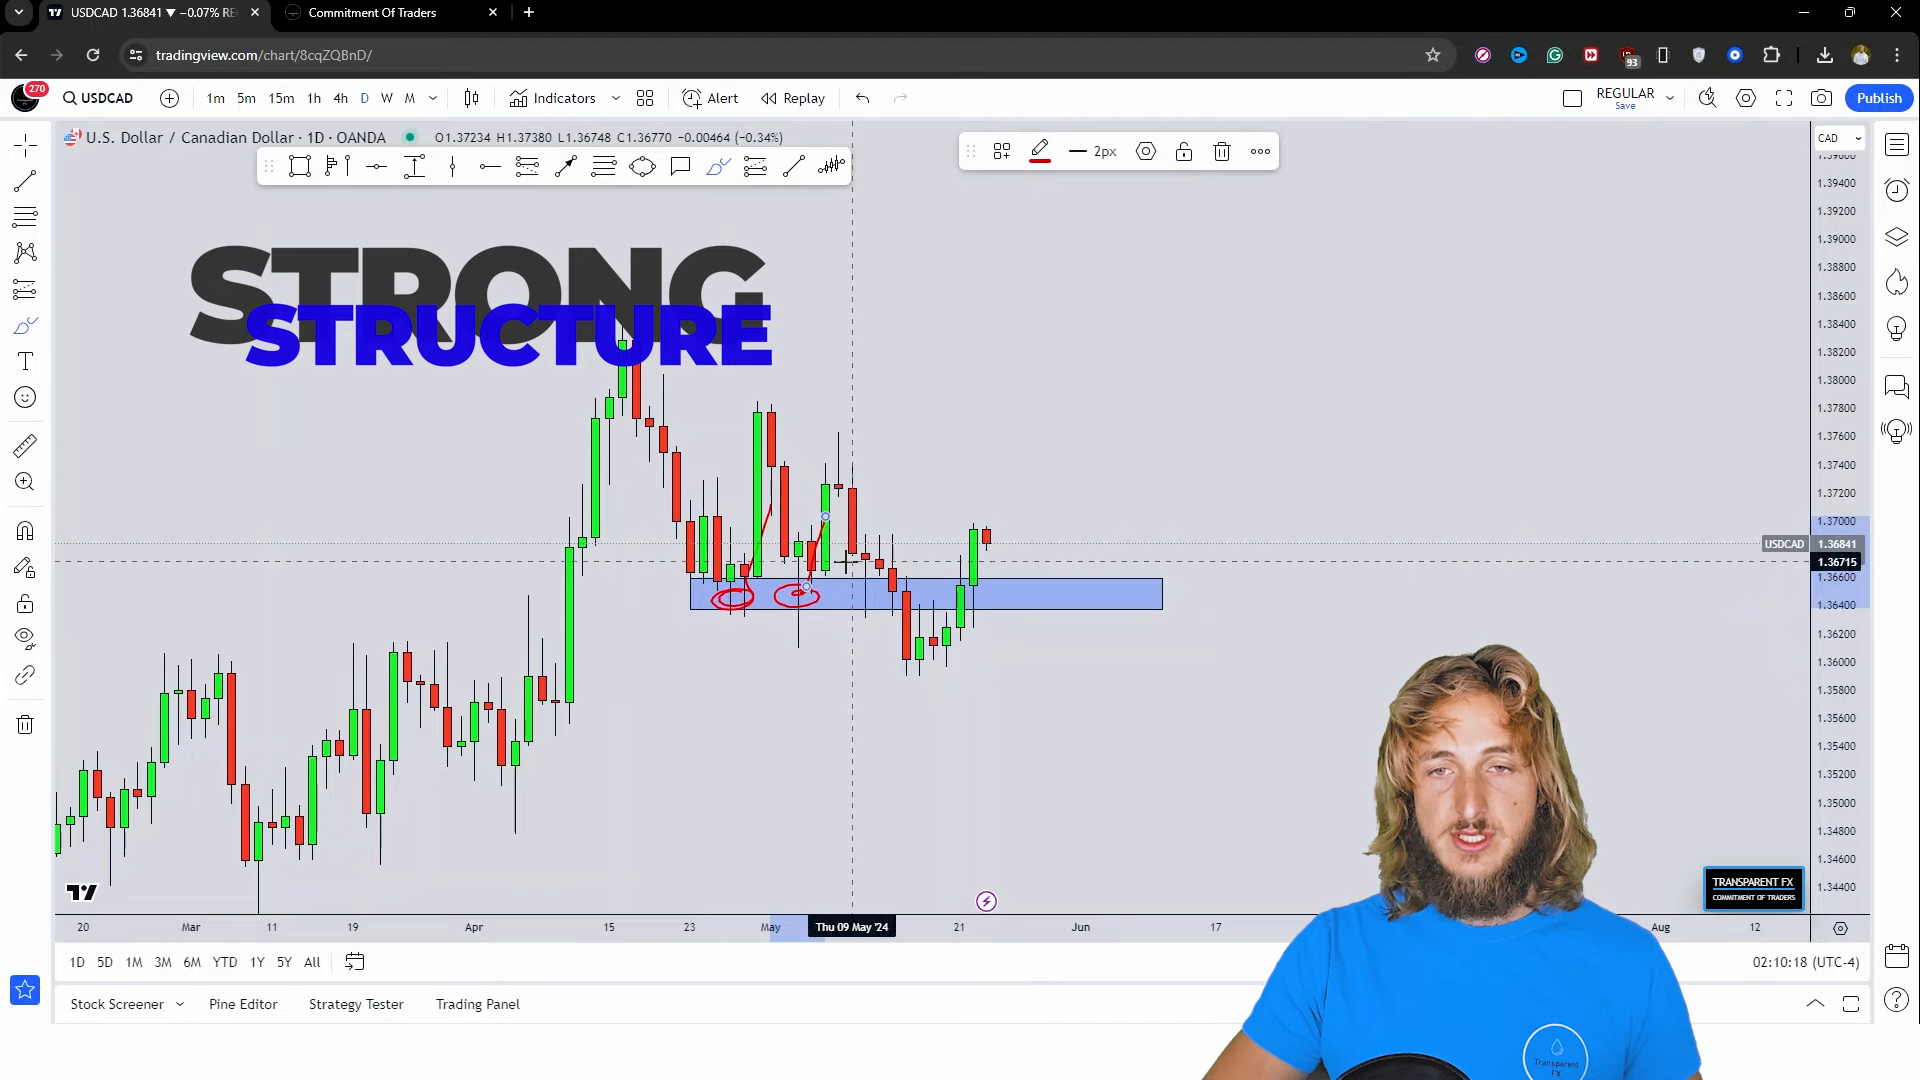 USDCAD 1.36841 ▼ −0.07% RE
Commitment Of Traders
tradingview.com/chart/8cqZQBnD/
93
270
USDCAD
1m 5m 15m 1h 4h D W M
Indicators
Alert
Replay
REGULAR
Save
Publish
U.S. Dollar / Canadian Dollar · 1D · OANDA
O1.37234 H1.37380 L1.36748 C1.36770 −0.00464 (−0.34%)
2px
CAD
STRONG
STRUCTURE
1.39400
1.39200
1.39000
1.38800
1.38600
1.38400
1.38200
1.38000
1.37800
1.37600
1.37400
1.37200
1.37000
USDCAD 1.36841
1.36715
1.36600
1.36400
1.36200
1.36000
1.35800
1.35600
1.35400
1.35200
1.35000
1.34800
1.34600
1.34400
TRANSPARENT FX
COMMITMENT OF TRADERS
20 Mar 11 19 Apr 15 23 May Thu 09 May '24 21 Jun 17 Aug 12
1D 5D 1M 3M 6M YTD 1Y 5Y All
02:10:18 (UTC-4)
Stock Screener Pine Editor Strategy Tester Trading Panel
Transparent
FX